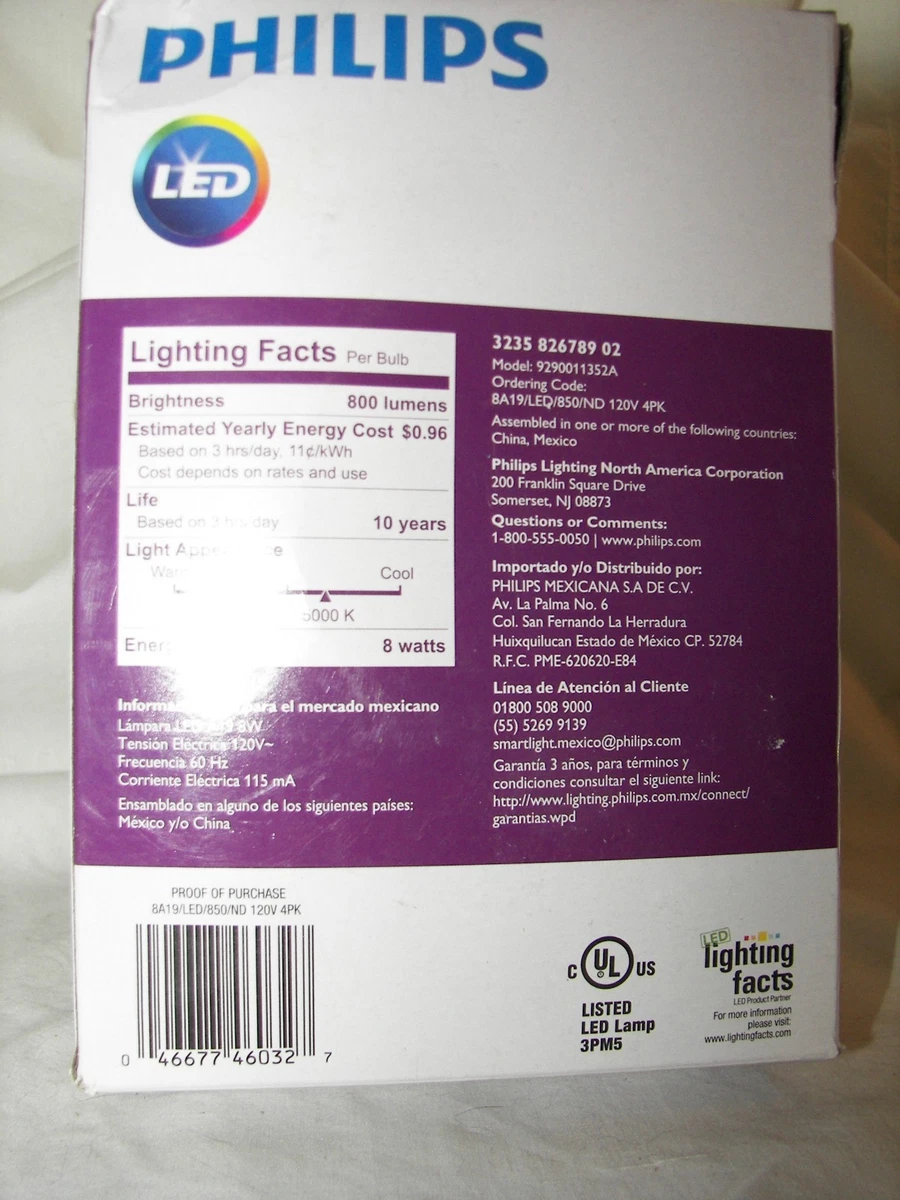 PHILIPS
LED
Lighting Facts Per Bulb
Brightness 800 lumens
Estimated Yearly Energy Cost $0.96
Based on 3 hrs/day, 11¢/kWh
Cost depends on rates and use
Life
Based on 3 hrs/day 10 years
Light
Cool
5000 K
8 watts
3235 826789 02
Model: 9290011352A
Ordering Code:
8A19/LED/850/ND 120V 4PK
Assembled in one or more of the following countries:
China, Mexico
Philips Lighting North America Corporation
200 Franklin Square Drive
Somerset, NJ 08873
Questions or Comments:
1-800-555-0050 | www.philips.com
Importado y/o Distribuido por:
PHILIPS MEXICANA S.A DE C.V.
Av. La Palma No. 6
Col. San Fernando La Herradura
Huixquilucan Estado de México CP. 52784
R.F.C. PME-620620-E84
Línea de Atención al Cliente
01800 508 9000
(55) 5269 9139
smartlight.mexico@philips.com
Garantía 3 años, para términos y
condiciones consultar el siguiente link:
http://www.lighting.philips.com.mx/connect/
garantias.wpd
para el mercado mexicano
Lámpara 8W
Tensión Eléctrica 120V~
Frecuencia 60 Hz
Corriente Eléctrica 115 mA
Ensamblado en alguno de los siguientes países:
México y/o China
PROOF OF PURCHASE
8A19/LED/850/ND 120V 4PK
0 46677 46032 7
C UL US
LISTED
LED Lamp
3PM5
LED
lighting
facts
LED Product Partner
For more information
please visit:
www.lightingfacts.com